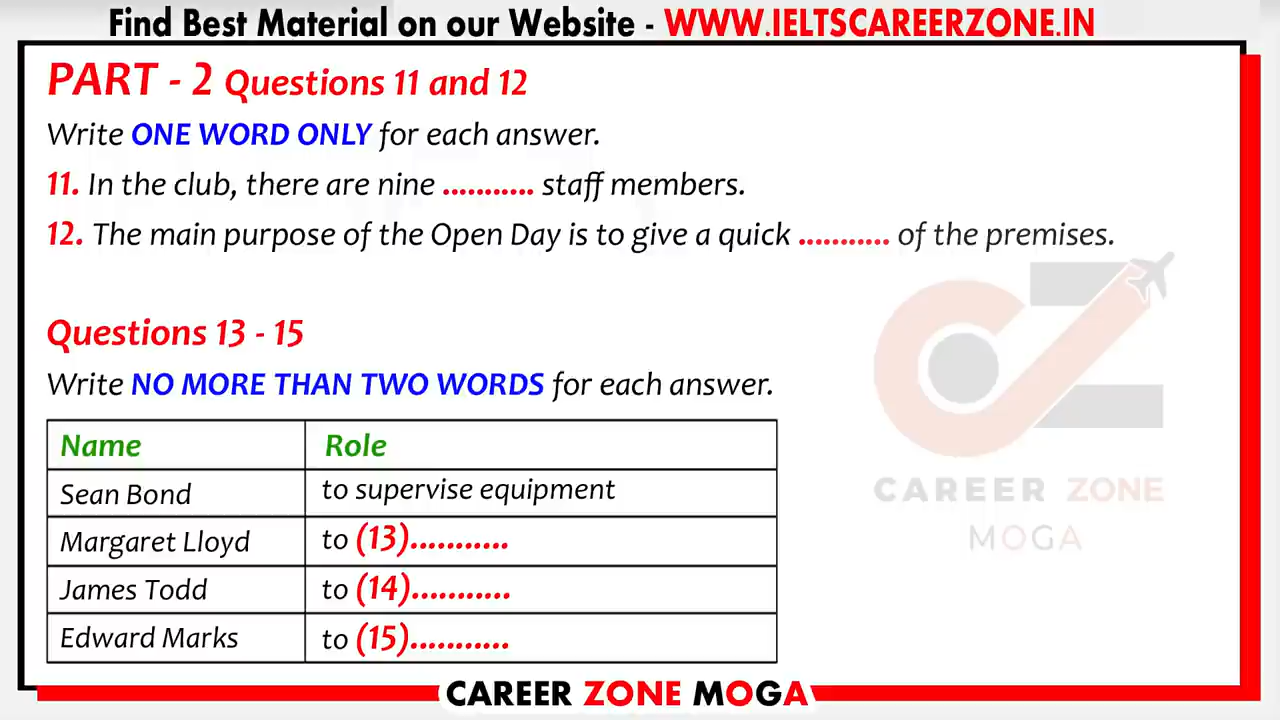 Find Best Material on our Website - WWW.IELTSCAREERZONE.IN
PART - 2 Questions 11 and 12
Write ONE WORD ONLY for each answer.
11. In the club, there are nine ........... staff members.
12. The main purpose of the Open Day is to give a quick ........... of the premises.
Questions 13 - 15
Write NO MORE THAN TWO WORDS for each answer.
Name Role
Sean Bond to supervise equipment
Margaret Lloyd to (13)...........
James Todd to (14)...........
Edward Marks to (15)...........
CAREER ZONE
MOGA
CAREER ZONE MOGA